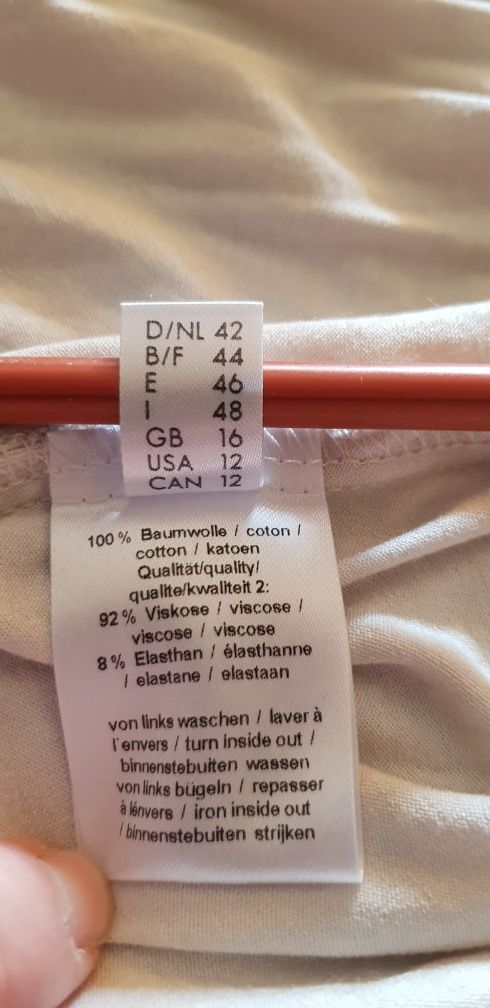 D/NL 42
B/F 44
E 46
I 48
GB 16
USA 12
CAN 12
100 % Baumwolle / coton /
cotton / katoen
Qualität/quality/
qualite/kwaliteit 2:
92 % Viskose / viscose /
viscose / viscose
8 % Elasthan / élasthanne
/ elastane / elastaan
von links waschen / laver à
l'envers / turn inside out /
binnenstebuiten wassen
von links bügeln / repasser
à lénvers / iron inside out
/ binnenstebuiten strijken